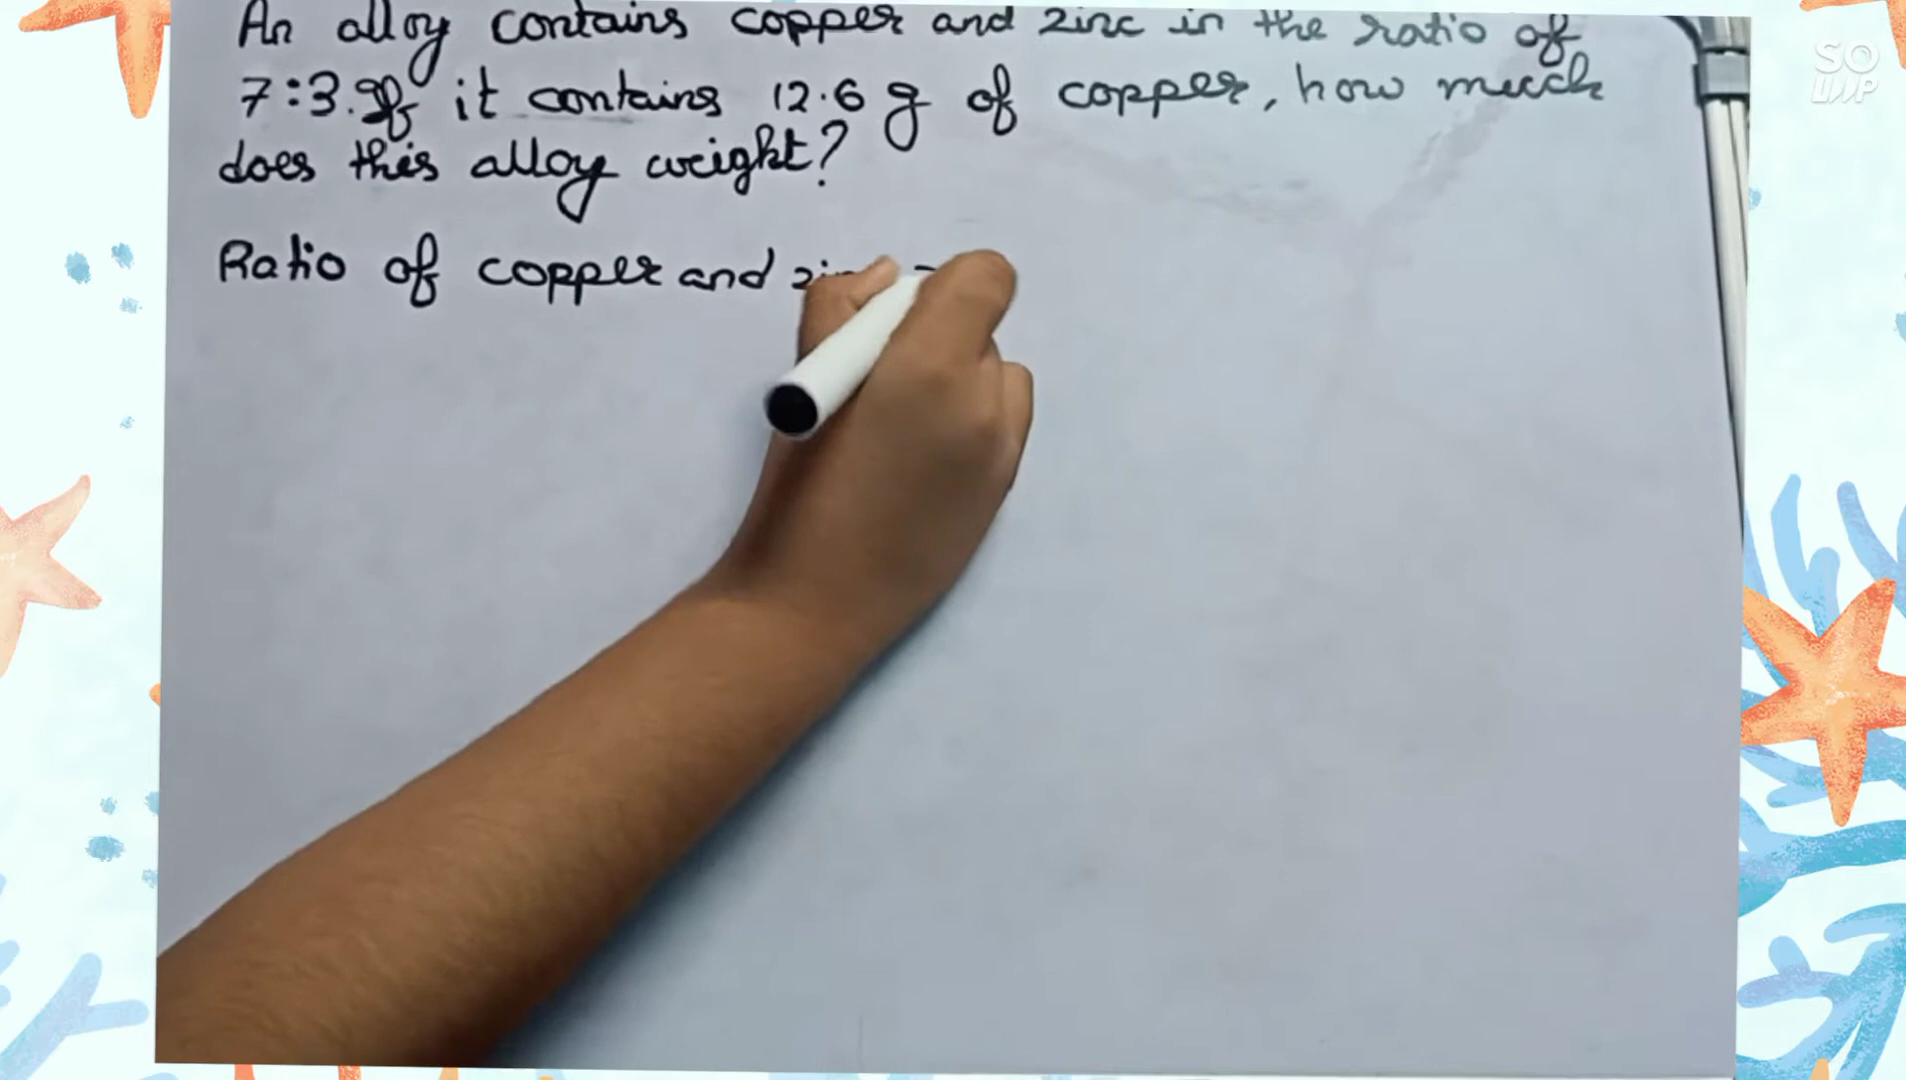 An alloy contains copper and zinc in the ratio of
7:3. If it contains 12.6 g of copper, how much
does this alloy weight?
Ratio of copper and
SO